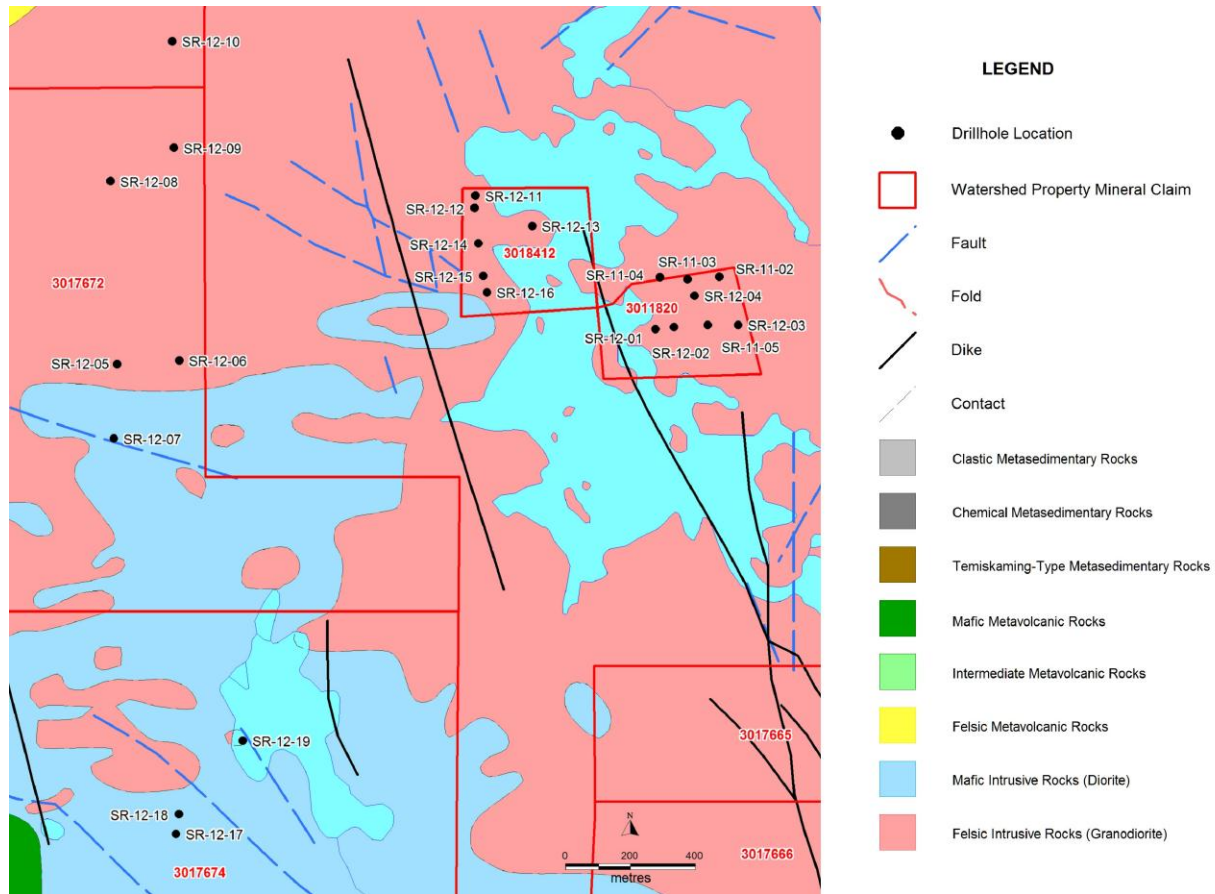 SR-12-10
SR-12-09
SR-12-08
SR-12-11
SR-12-12
SR-12-13
SR-12-14
3018412
SR-12-15
SR-12-16
3017672
SR-11-03
SR-11-04
SR-11-02
SR-12-04
3011820
SR-12-01
SR-12-03
SR-12-02
SR-11-05
SR-12-05
SR-12-06
SR-12-07
SR-12-19
3017665
SR-12-18
SR-12-17
3017674
3017666
N
0 200 400
metres
LEGEND
Drillhole Location
Watershed Property Mineral Claim
Fault
Fold
Dike
Contact
Clastic Metasedimentary Rocks
Chemical Metasedimentary Rocks
Temiskaming-Type Metasedimentary Rocks
Mafic Metavolcanic Rocks
Intermediate Metavolcanic Rocks
Felsic Metavolcanic Rocks
Mafic Intrusive Rocks (Diorite)
Felsic Intrusive Rocks (Granodiorite)